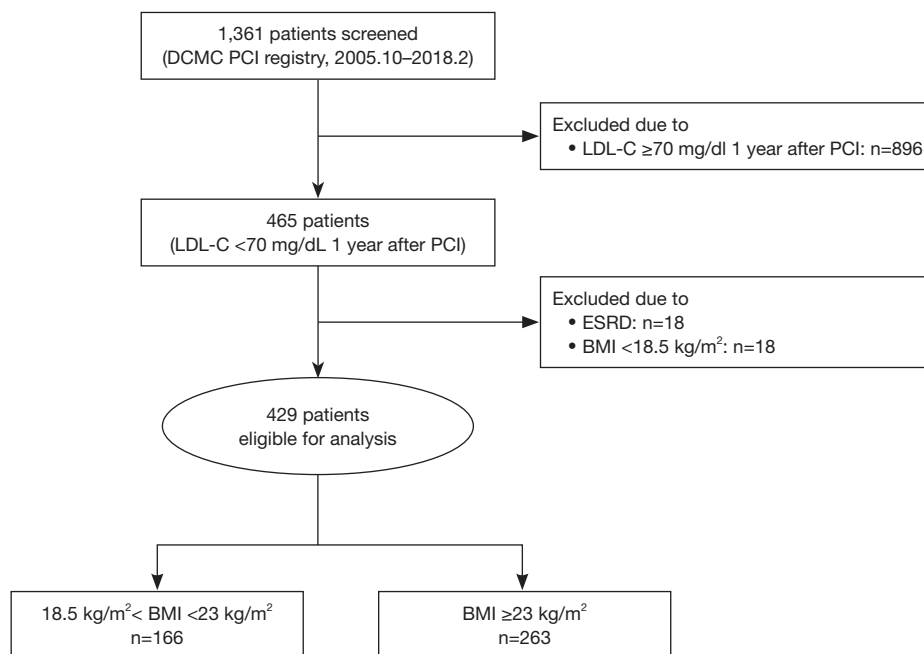 1,361 patients screened
(DCMC PCI registry, 2005.10–2018.2)
Excluded due to
• LDL-C ≥70 mg/dl 1 year after PCI: n=896
465 patients
(LDL-C <70 mg/dL 1 year after PCI)
Excluded due to
• ESRD: n=18
• BMI <18.5 kg/m²: n=18
429 patients
eligible for analysis
18.5 kg/m²< BMI <23 kg/m²
n=166
BMI ≥23 kg/m²
n=263